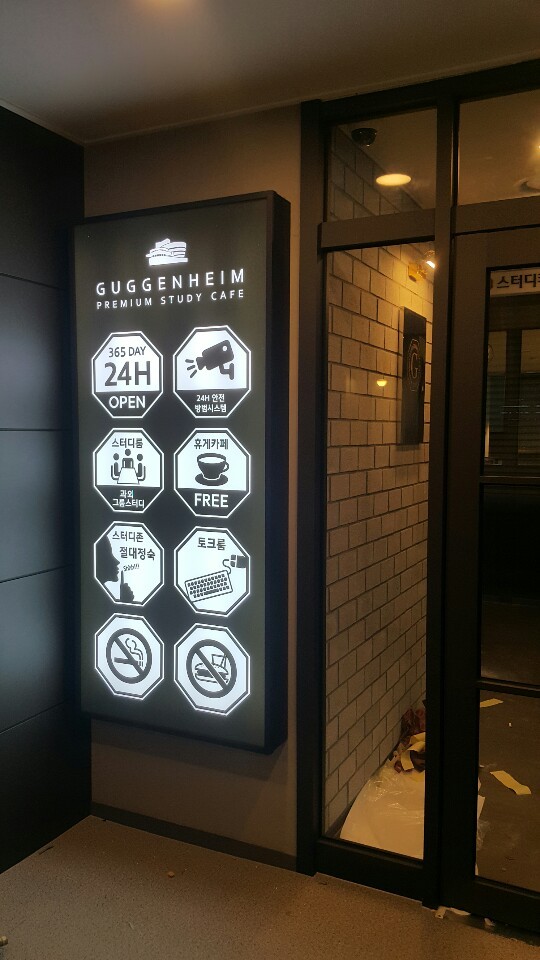 GUGGENHEIM
PREMIUM STUDY CAFE
365 DAY
24H
OPEN
24H 안전
방범시스템
스터디룸
과외
그룹스터디
휴게카페
FREE
스터디존
절대정숙
Shhh!!!
토크룸
G
스터디